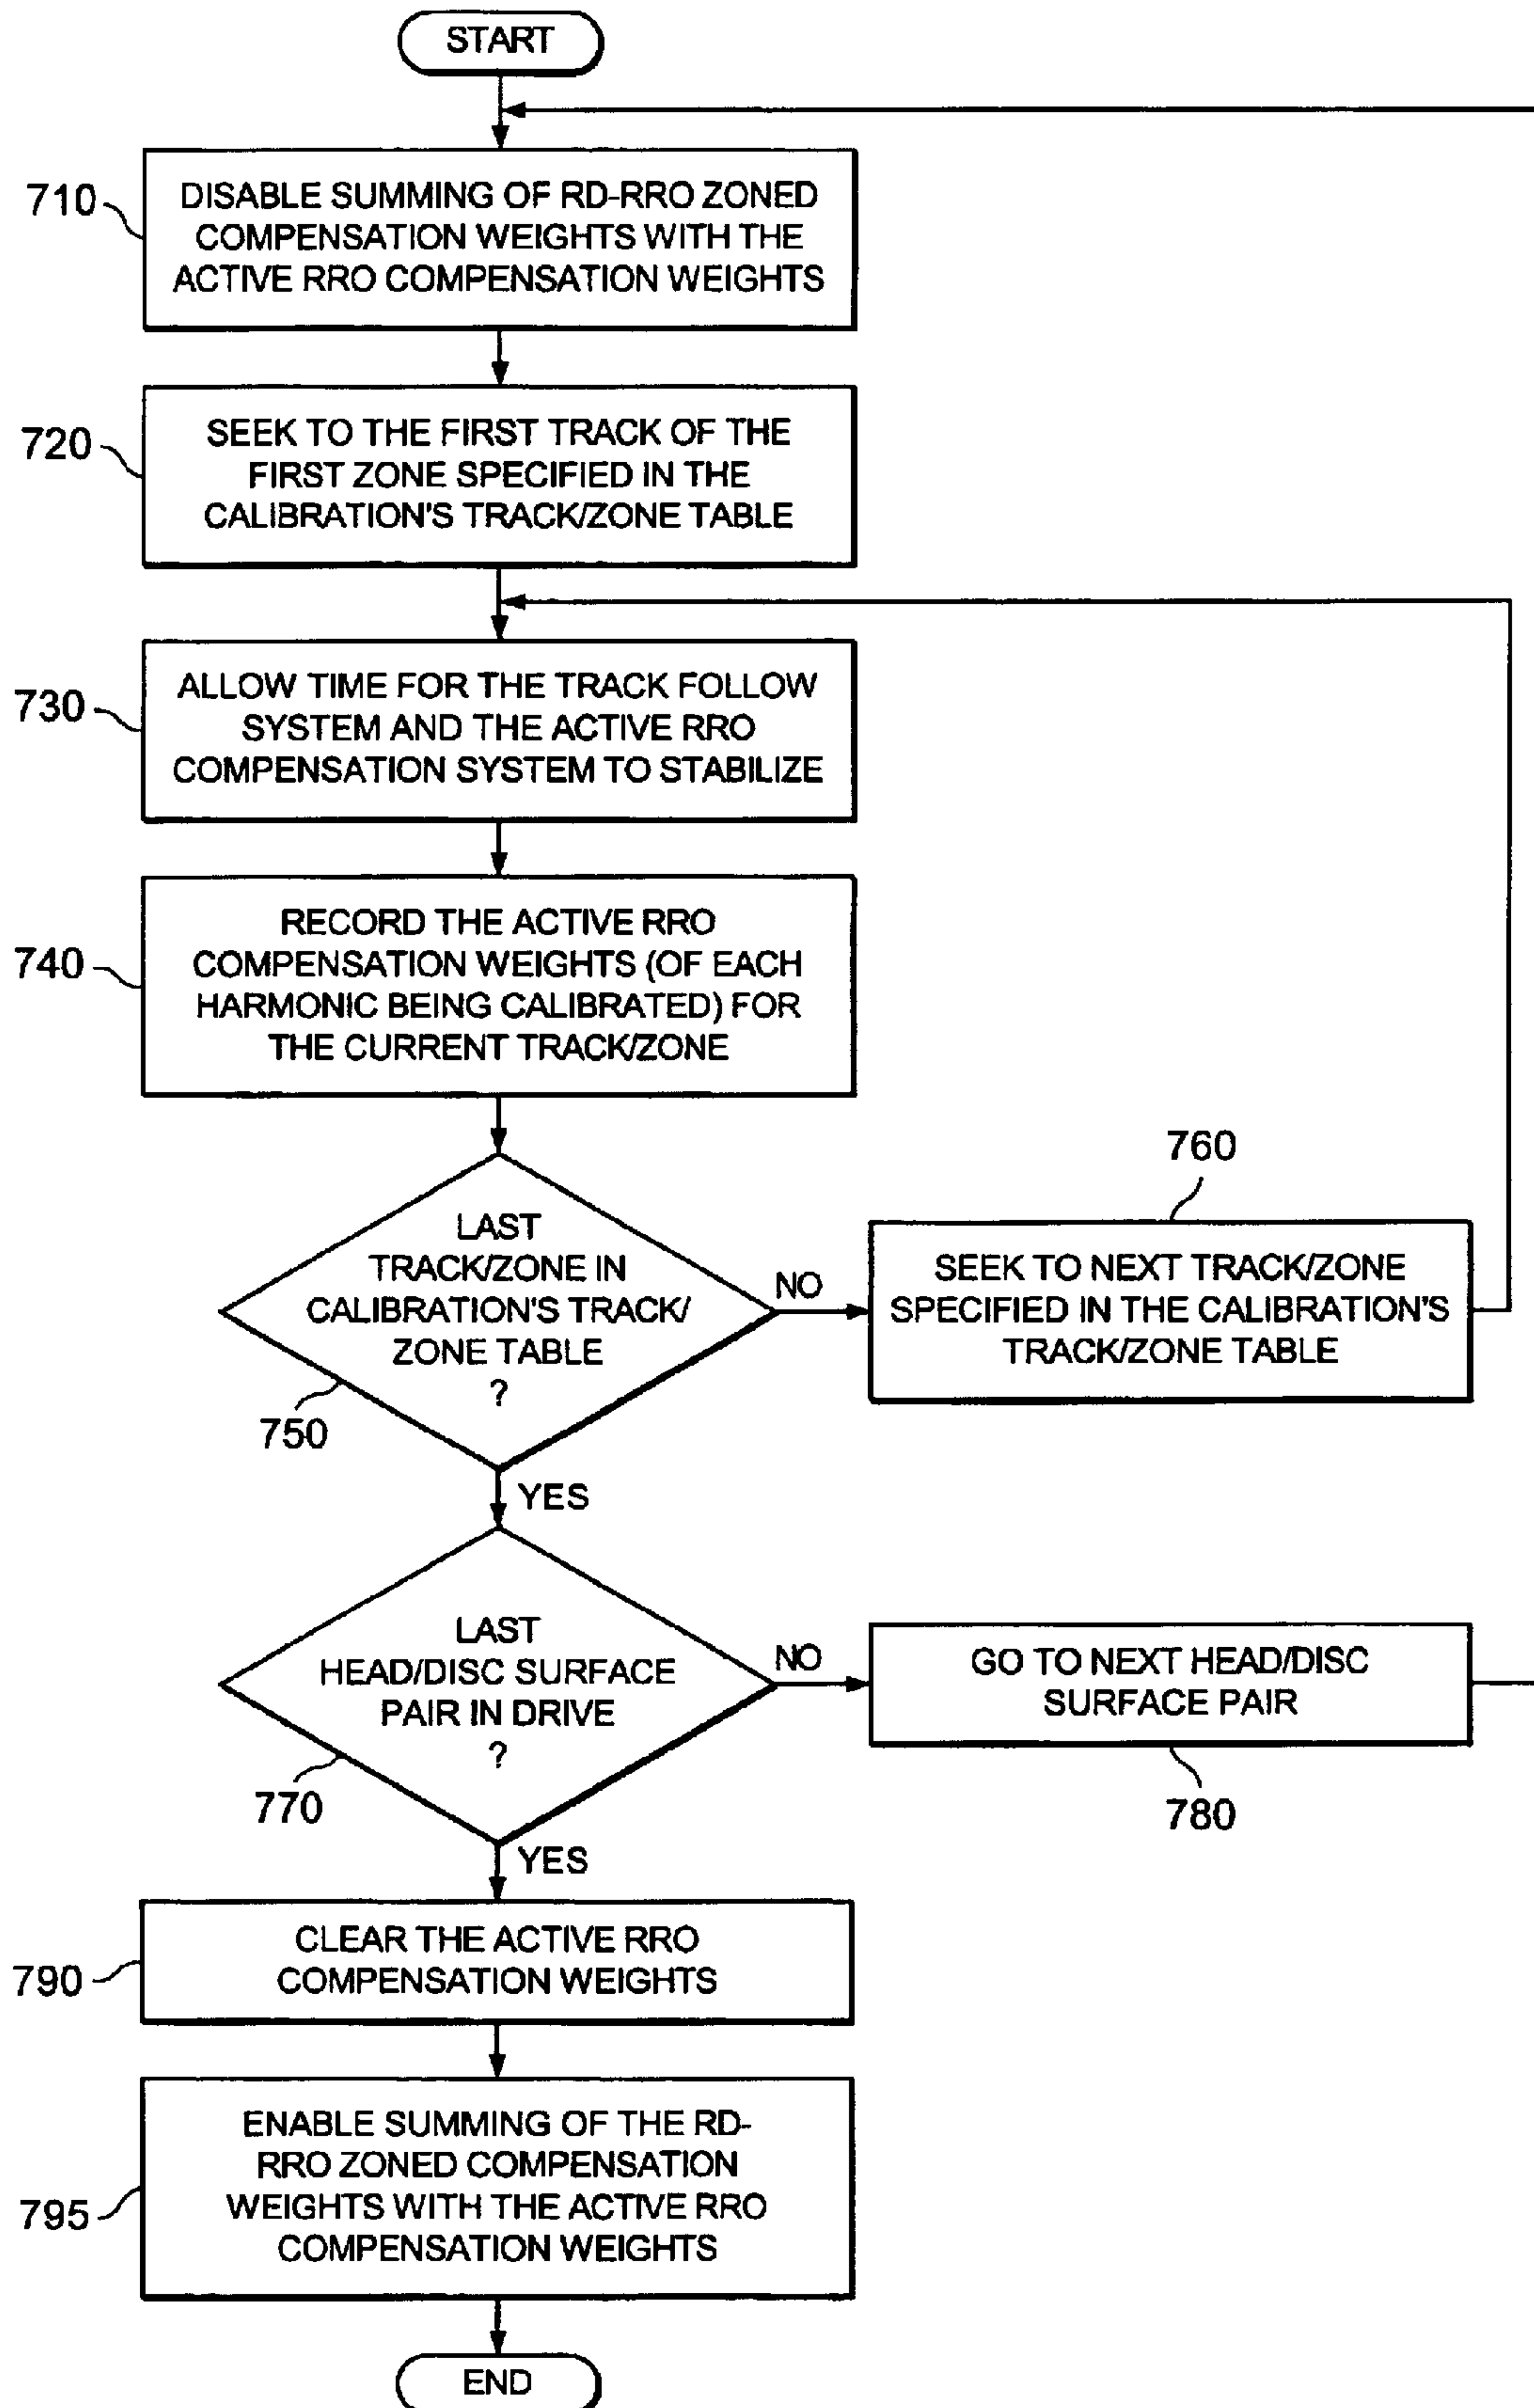 START
710
DISABLE SUMMING OF RD-RRO ZONED
COMPENSATION WEIGHTS WITH THE
ACTIVE RRO COMPENSATION WEIGHTS
720
SEEK TO THE FIRST TRACK OF THE
FIRST ZONE SPECIFIED IN THE
CALIBRATION'S TRACK/ZONE TABLE
730
ALLOW TIME FOR THE TRACK FOLLOW
SYSTEM AND THE ACTIVE RRO
COMPENSATION SYSTEM TO STABILIZE
740
RECORD THE ACTIVE RRO
COMPENSATION WEIGHTS (OF EACH
HARMONIC BEING CALIBRATED) FOR
THE CURRENT TRACK/ZONE
LAST
TRACK/ZONE IN
CALIBRATION'S TRACK/
ZONE TABLE
?
750
NO
760
SEEK TO NEXT TRACK/ZONE
SPECIFIED IN THE CALIBRATION'S
TRACK/ZONE TABLE
YES
LAST
HEAD/DISC SURFACE
PAIR IN DRIVE
?
770
NO
GO TO NEXT HEAD/DISC
SURFACE PAIR
780
YES
790
CLEAR THE ACTIVE RRO
COMPENSATION WEIGHTS
795
ENABLE SUMMING OF THE RD-
RRO ZONED COMPENSATION
WEIGHTS WITH THE ACTIVE RRO
COMPENSATION WEIGHTS
END